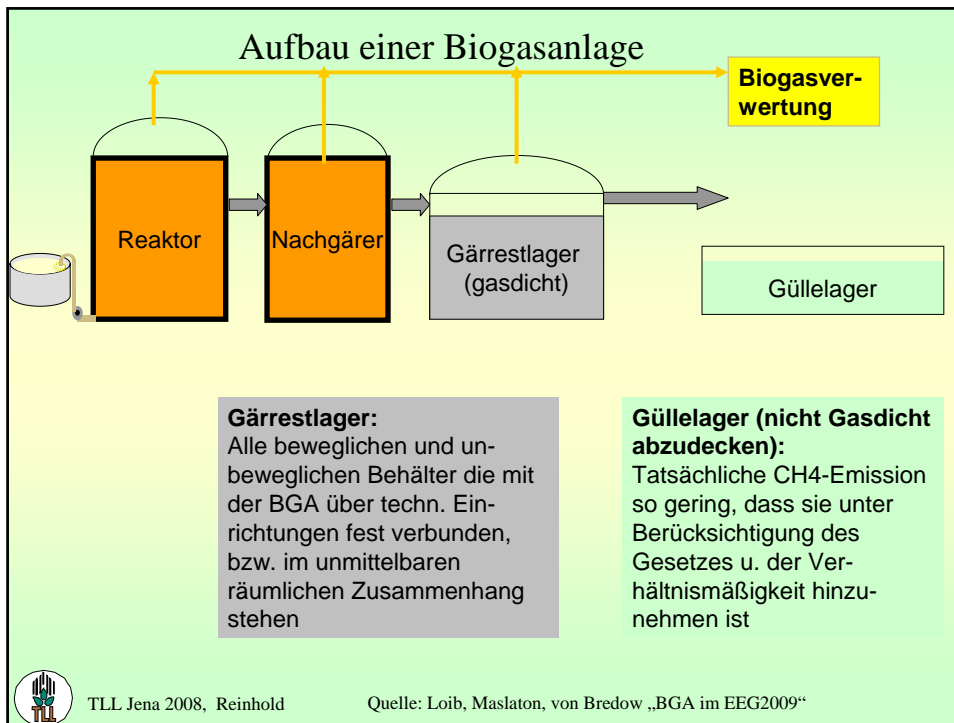 Aufbau einer Biogasanlage
Biogasver-
wertung
Reaktor
Nachgärer
Gärrestlager
(gasdicht)
Güllelager
Gärrestlager:
Alle beweglichen und un-
beweglichen Behälter die mit
der BGA über techn. Ein-
richtungen fest verbunden,
bzw. im unmittelbaren
räumlichen Zusammenhang
stehen
Güllelager (nicht Gasdicht
abzudecken):
Tatsächliche CH4-Emission
so gering, dass sie unter
Berücksichtigung des
Gesetzes u. der Ver-
hältnismäßigkeit hinzu-
nehmen ist
TLL
TLL Jena 2008, Reinhold
Quelle: Loib, Maslaton, von Bredow „BGA im EEG2009“